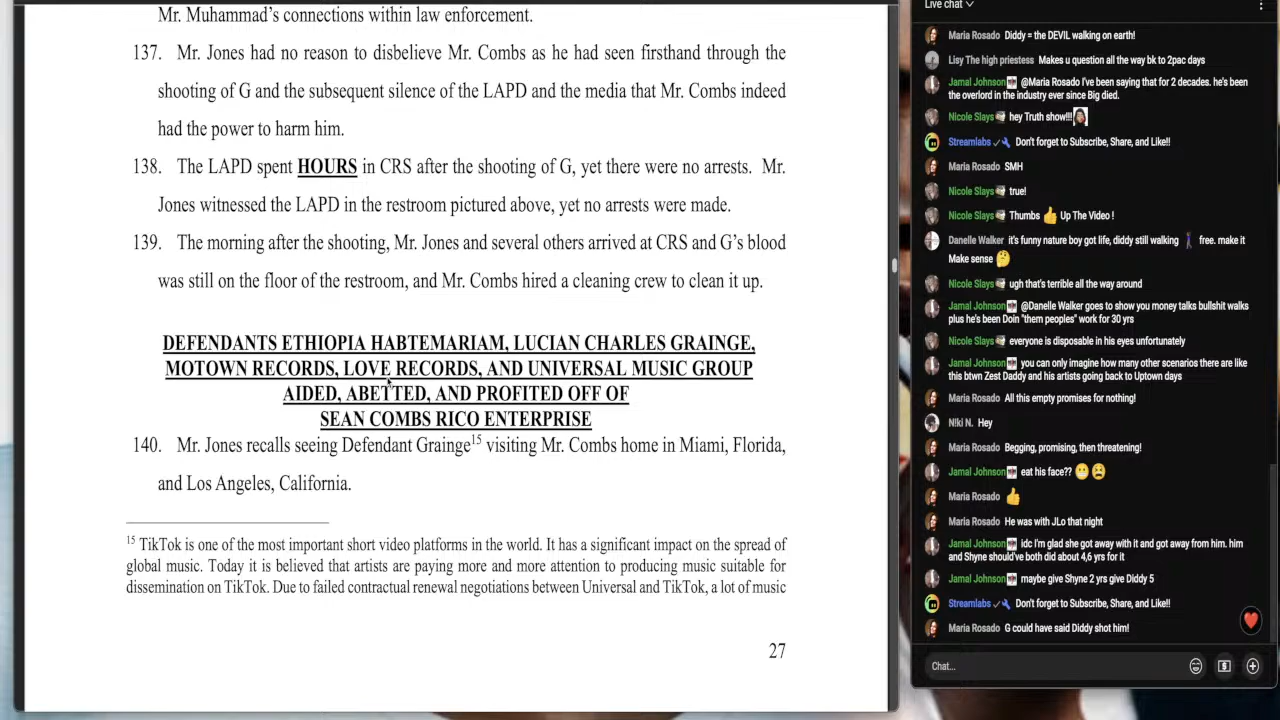 Mr. Muhammad's connections within law enforcement.
137. Mr. Jones had no reason to disbelieve Mr. Combs as he had seen firsthand through the
shooting of G and the subsequent silence of the LAPD and the media that Mr. Combs indeed
had the power to harm him.
138. The LAPD spent HOURS in CRS after the shooting of G, yet there were no arrests. Mr.
Jones witnessed the LAPD in the restroom pictured above, yet no arrests were made.
139. The morning after the shooting, Mr. Jones and several others arrived at CRS and G's blood
was still on the floor of the restroom, and Mr. Combs hired a cleaning crew to clean it up.
DEFENDANTS ETHIOPIA HABTEMARIAM, LUCIAN CHARLES GRAINGE,
MOTOWN RECORDS, LOVE RECORDS, AND UNIVERSAL MUSIC GROUP
AIDED, ABETTED, AND PROFITED OFF OF
SEAN COMBS RICO ENTERPRISE
140. Mr. Jones recalls seeing Defendant Grainge15 visiting Mr. Combs home in Miami, Florida,
and Los Angeles, California.
15 TikTok is one of the most important short video platforms in the world. It has a significant impact on the spread of
global music. Today it is believed that artists are paying more and more attention to producing music suitable for
dissemination on TikTok. Due to failed contractual renewal negotiations between Universal and TikTok, a lot of music
27
Live chat
Maria Rosado Diddy = the DEVIL walking on earth!
Lisy The high priestess Makes u question all the way bk to 2pac days
Jamal Johnson @Maria Rosado I've been saying that for 2 decades. he's been
the overlord in the industry ever since Big died.
Nicole Slays hey Truth show!!!
Streamlabs Don't forget to Subscribe, Share, and Like!!
Maria Rosado SMH
Nicole Slays true!
Nicole Slays Thumbs 👍 Up The Video !
Danelle Walker it's funny nature boy got life, diddy still walking 🚶 free. make it
Make sense 🤔
Nicole Slays ugh that's terrible all the way around
Jamal Johnson @Danelle Walker goes to show you money talks bullshit walks
plus he's been Doin "them peoples" work for 30 yrs
Nicole Slays everyone is disposable in his eyes unfortunately
Jamal Johnson you can only imagine how many other scenarios there are like
this btwn Zest Daddy and his artists going back to Uptown days
Maria Rosado All this empty promises for nothing!
N!ki N. Hey
Maria Rosado Begging, promising, then threatening!
Jamal Johnson eat his face?? 😬😫
Maria Rosado 👍
Maria Rosado He was with JLo that night
Jamal Johnson idc I'm glad she got away with it and got away from him. him
and Shyne should've both did about 4,6 yrs for it
Jamal Johnson maybe give Shyne 2 yrs give Diddy 5
Streamlabs Don't forget to Subscribe, Share, and Like!!
Maria Rosado G could have said Diddy shot him!
Chat...